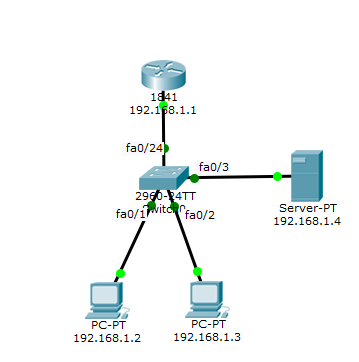 1841
192.168.1.1
fa0/24
fa0/3
2960-24TT
Switch0
fa0/1
fa0/2
Server-PT
192.168.1.4
PC-PT
192.168.1.2
PC-PT
192.168.1.3